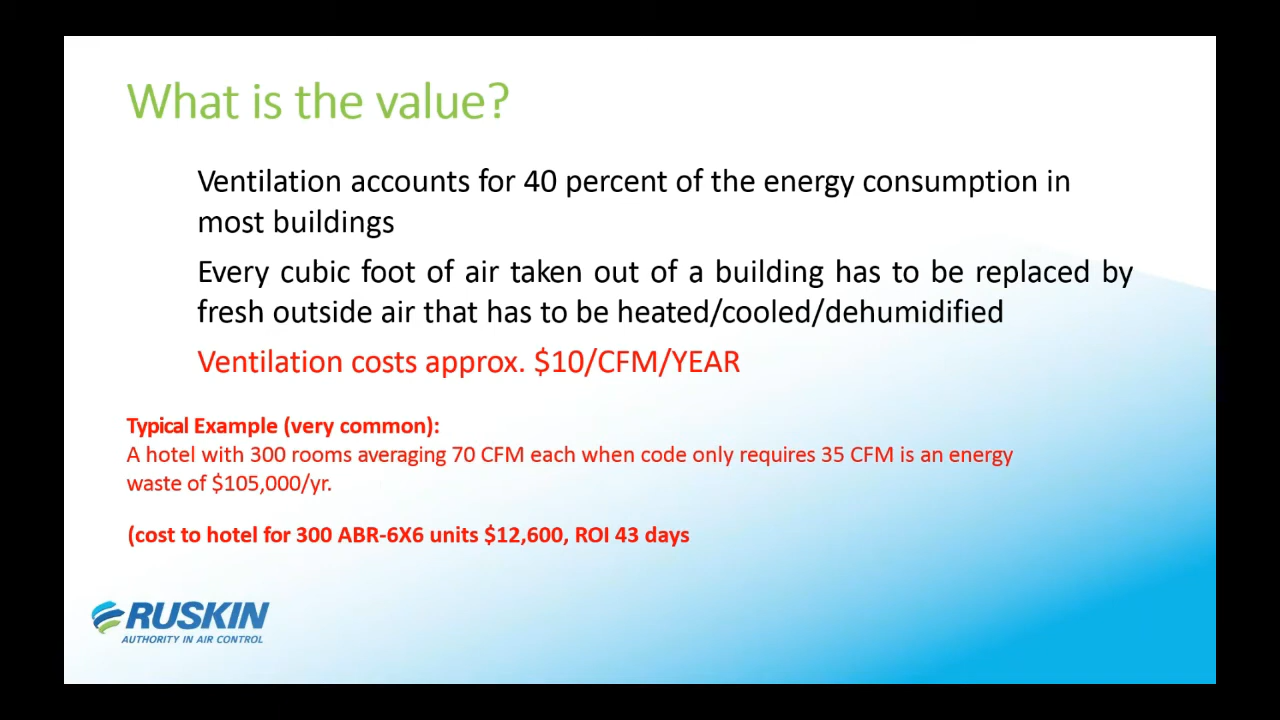 What is the value?
Ventilation accounts for 40 percent of the energy consumption in
most buildings
Every cubic foot of air taken out of a building has to be replaced by
fresh outside air that has to be heated/cooled/dehumidified
Ventilation costs approx. $10/CFM/YEAR
Typical Example (very common):
A hotel with 300 rooms averaging 70 CFM each when code only requires 35 CFM is an energy
waste of $105,000/yr.
(cost to hotel for 300 ABR-6X6 units $12,600, ROI 43 days
RUSKIN
AUTHORITY IN AIR CONTROL